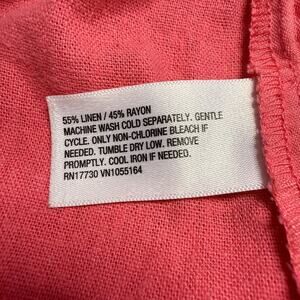 55% LINEN / 45% RAYON
MACHINE WASH COLD SEPARATELY. GENTLE
CYCLE. ONLY NON-CHLORINE BLEACH IF
NEEDED. TUMBLE DRY LOW. REMOVE
PROMPTLY. COOL IRON IF NEEDED.
RN17730 VN1055164